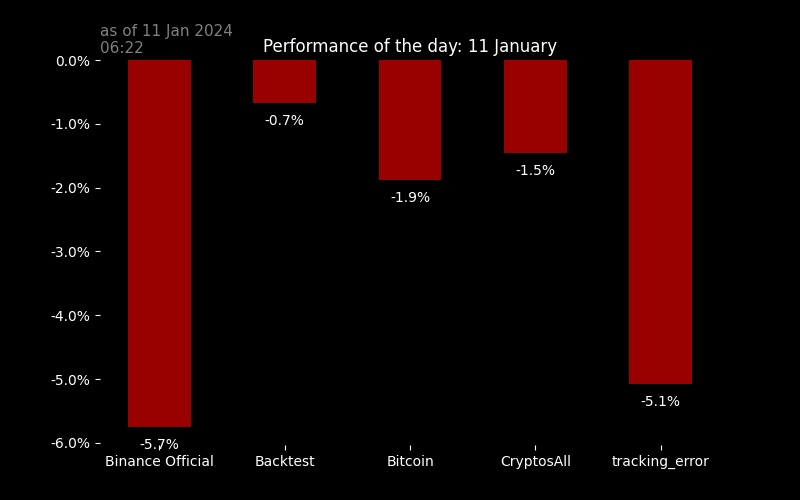 as of 11 Jan 2024
06:22
Performance of the day: 11 January
0.0%
-1.0%
-2.0%
-3.0%
-4.0%
-5.0%
-6.0%
-5.7%
-0.7%
-1.9%
-1.5%
-5.1%
Binance Official
Backtest
Bitcoin
CryptosAll
tracking_error